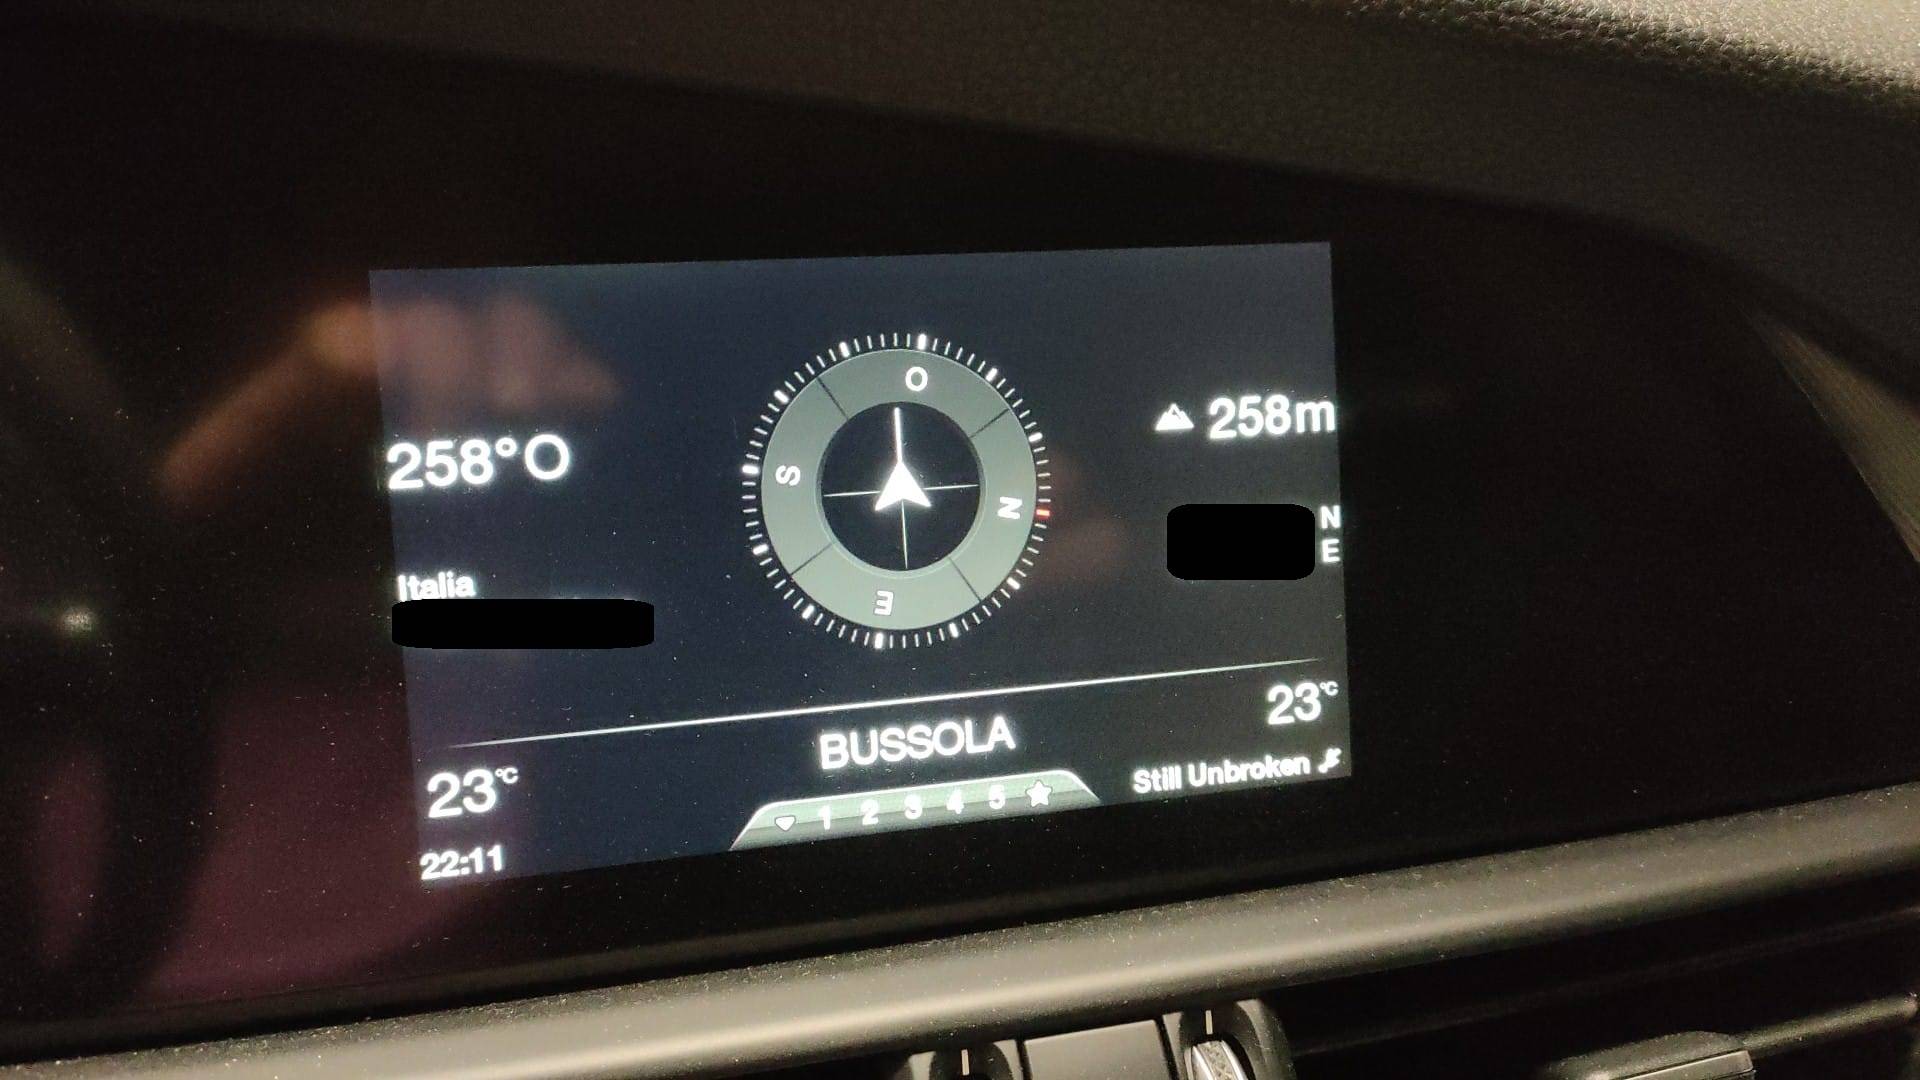 258°O
Italia
O
S
N
E
258m
N
E
23°C
BUSSOLA
23°C
1 2 3 4 5
Still Unbroken
22:11